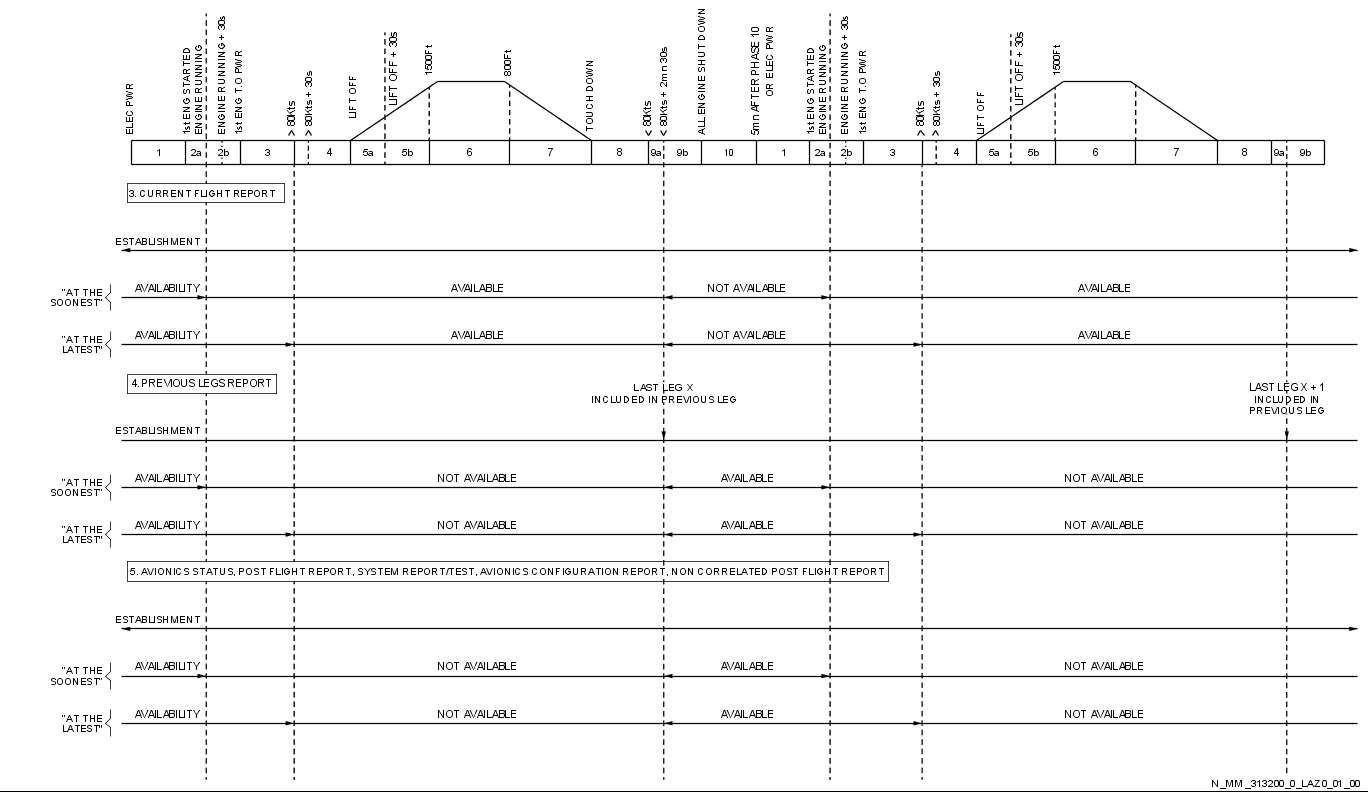 ELEC PWR
1st ENG STARTED
ENGINE RUNNING
ENGINE RUNNING + 30s
1st ENG T.O PWR
> 80Kts
> 80Kts + 30s
LIFT OFF
LIFT OFF + 30s
1500Ft
800Ft
TOUCH DOWN
80Kts
> 80Kts + 2mn 30s
ALL ENGINE SHUT DOWN
5mn AFTER PHASE 10
OR ELEC PWR
1st ENG STARTED
ENGINE RUNNING
ENGINE RUNNING + 30s
1st ENG T.O PWR
> 80Kts
> 80Kts + 30s
LIFT OFF
LIFT OFF + 30s
1500Ft
1 2a 2b 3 4 5a 5b 6 7 8 9a 9b 10 1 2a 2b 3 4 5a 5b 6 7 8 9a 9b
3. CURRENT FLIGHT REPORT
ESTABLISHMENT
"AT THE
SOONEST"
AVAILABILITY AVAILABLE NOT AVAILABLE AVAILABLE
"AT THE
LATEST"
AVAILABILITY AVAILABLE NOT AVAILABLE AVAILABLE
4. PREVIOUS LEGS REPORT
LAST LEG X
INCLUDED IN PREVIOUS LEG
LAST LEG X + 1
INCLUDED IN
PREVIOUS LEG
ESTABLISHMENT
"AT THE
SOONEST"
AVAILABILITY NOT AVAILABLE AVAILABLE NOT AVAILABLE
"AT THE
LATEST"
AVAILABILITY NOT AVAILABLE AVAILABLE NOT AVAILABLE
5. AVIONICS STATUS, POST FLIGHT REPORT, SYSTEM REPORT/TEST, AVIONICS CONFIGURATION REPORT, NON CORRELATED POST FLIGHT REPORT
ESTABLISHMENT
"AT THE
SOONEST"
AVAILABILITY NOT AVAILABLE AVAILABLE NOT AVAILABLE
"AT THE
LATEST"
AVAILABILITY NOT AVAILABLE AVAILABLE NOT AVAILABLE
N_MM_313200_0_LAZ0_01_00